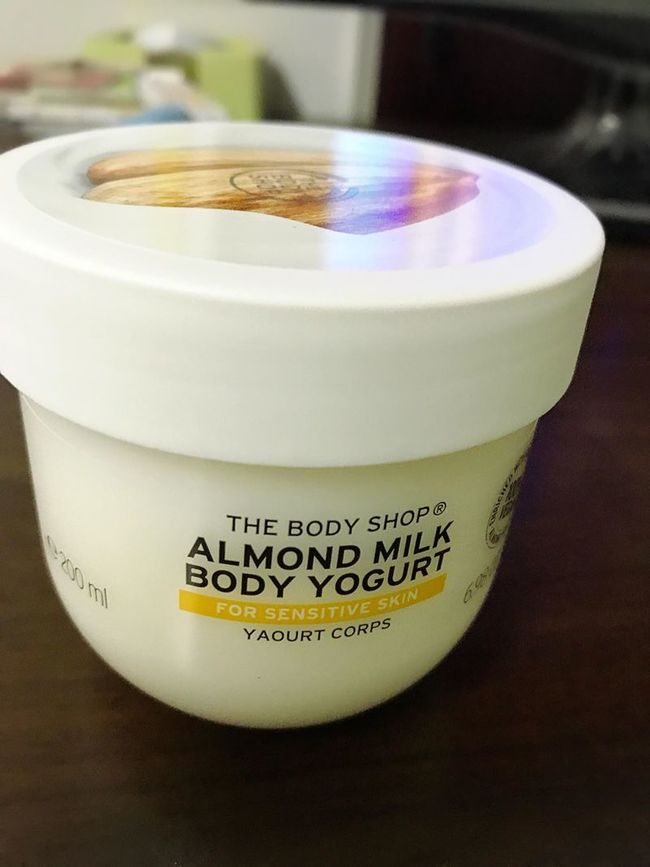 THE BODY SHOP®
ALMOND MILK
BODY YOGURT
FOR SENSITIVE SKIN
YAOURT CORPS
℮ 200 ml